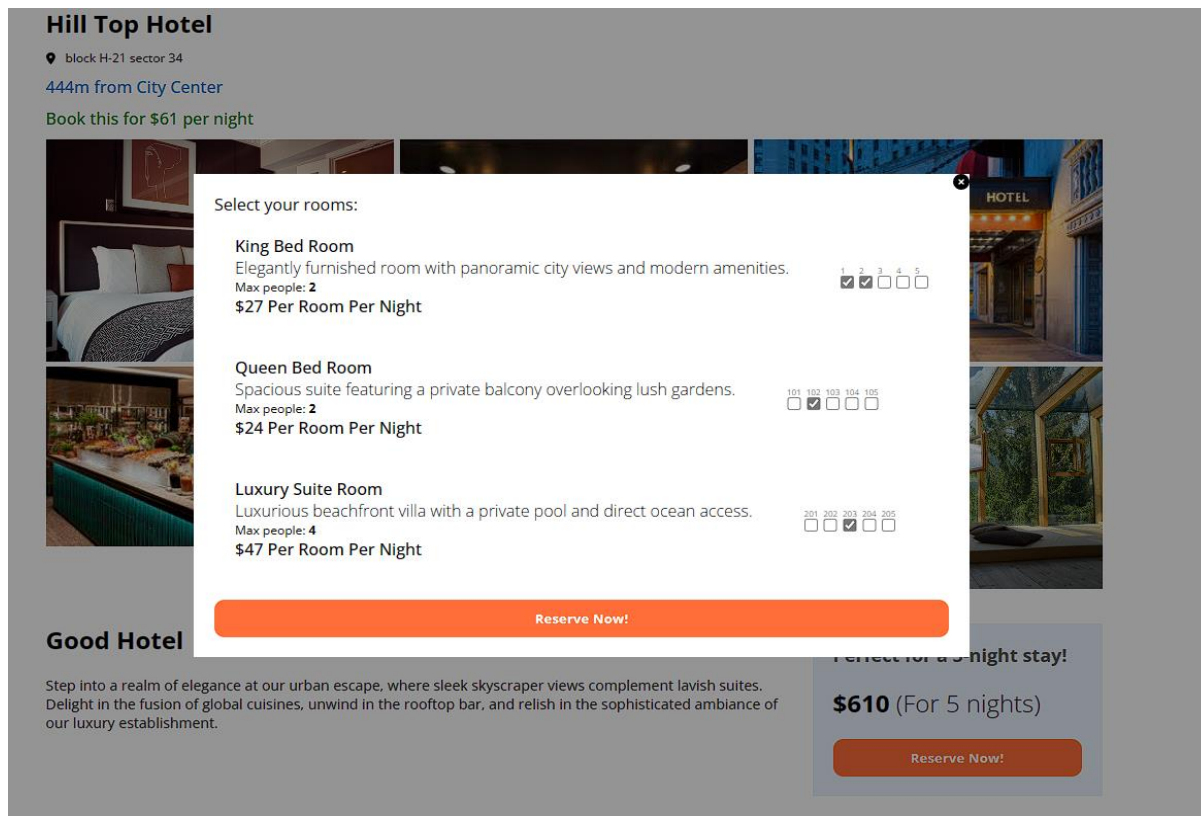 Hill Top Hotel
block H-21 sector 34
444m from City Center
Book this for $61 per night
HOTEL
Select your rooms:
King Bed Room
Elegantly furnished room with panoramic city views and modern amenities.
Max people: 2
$27 Per Room Per Night
1 2 3 4 5
Queen Bed Room
Spacious suite featuring a private balcony overlooking lush gardens.
Max people: 2
$24 Per Room Per Night
101 102 103 104 105
Luxury Suite Room
Luxurious beachfront villa with a private pool and direct ocean access.
Max people: 4
$47 Per Room Per Night
201 202 203 204 205
Reserve Now!
Good Hotel
Step into a realm of elegance at our urban escape, where sleek skyscraper views complement lavish suites.
Delight in the fusion of global cuisines, unwind in the rooftop bar, and relish in the sophisticated ambiance of
our luxury establishment.
Perfect for a 5-night stay!
$610 (For 5 nights)
Reserve Now!